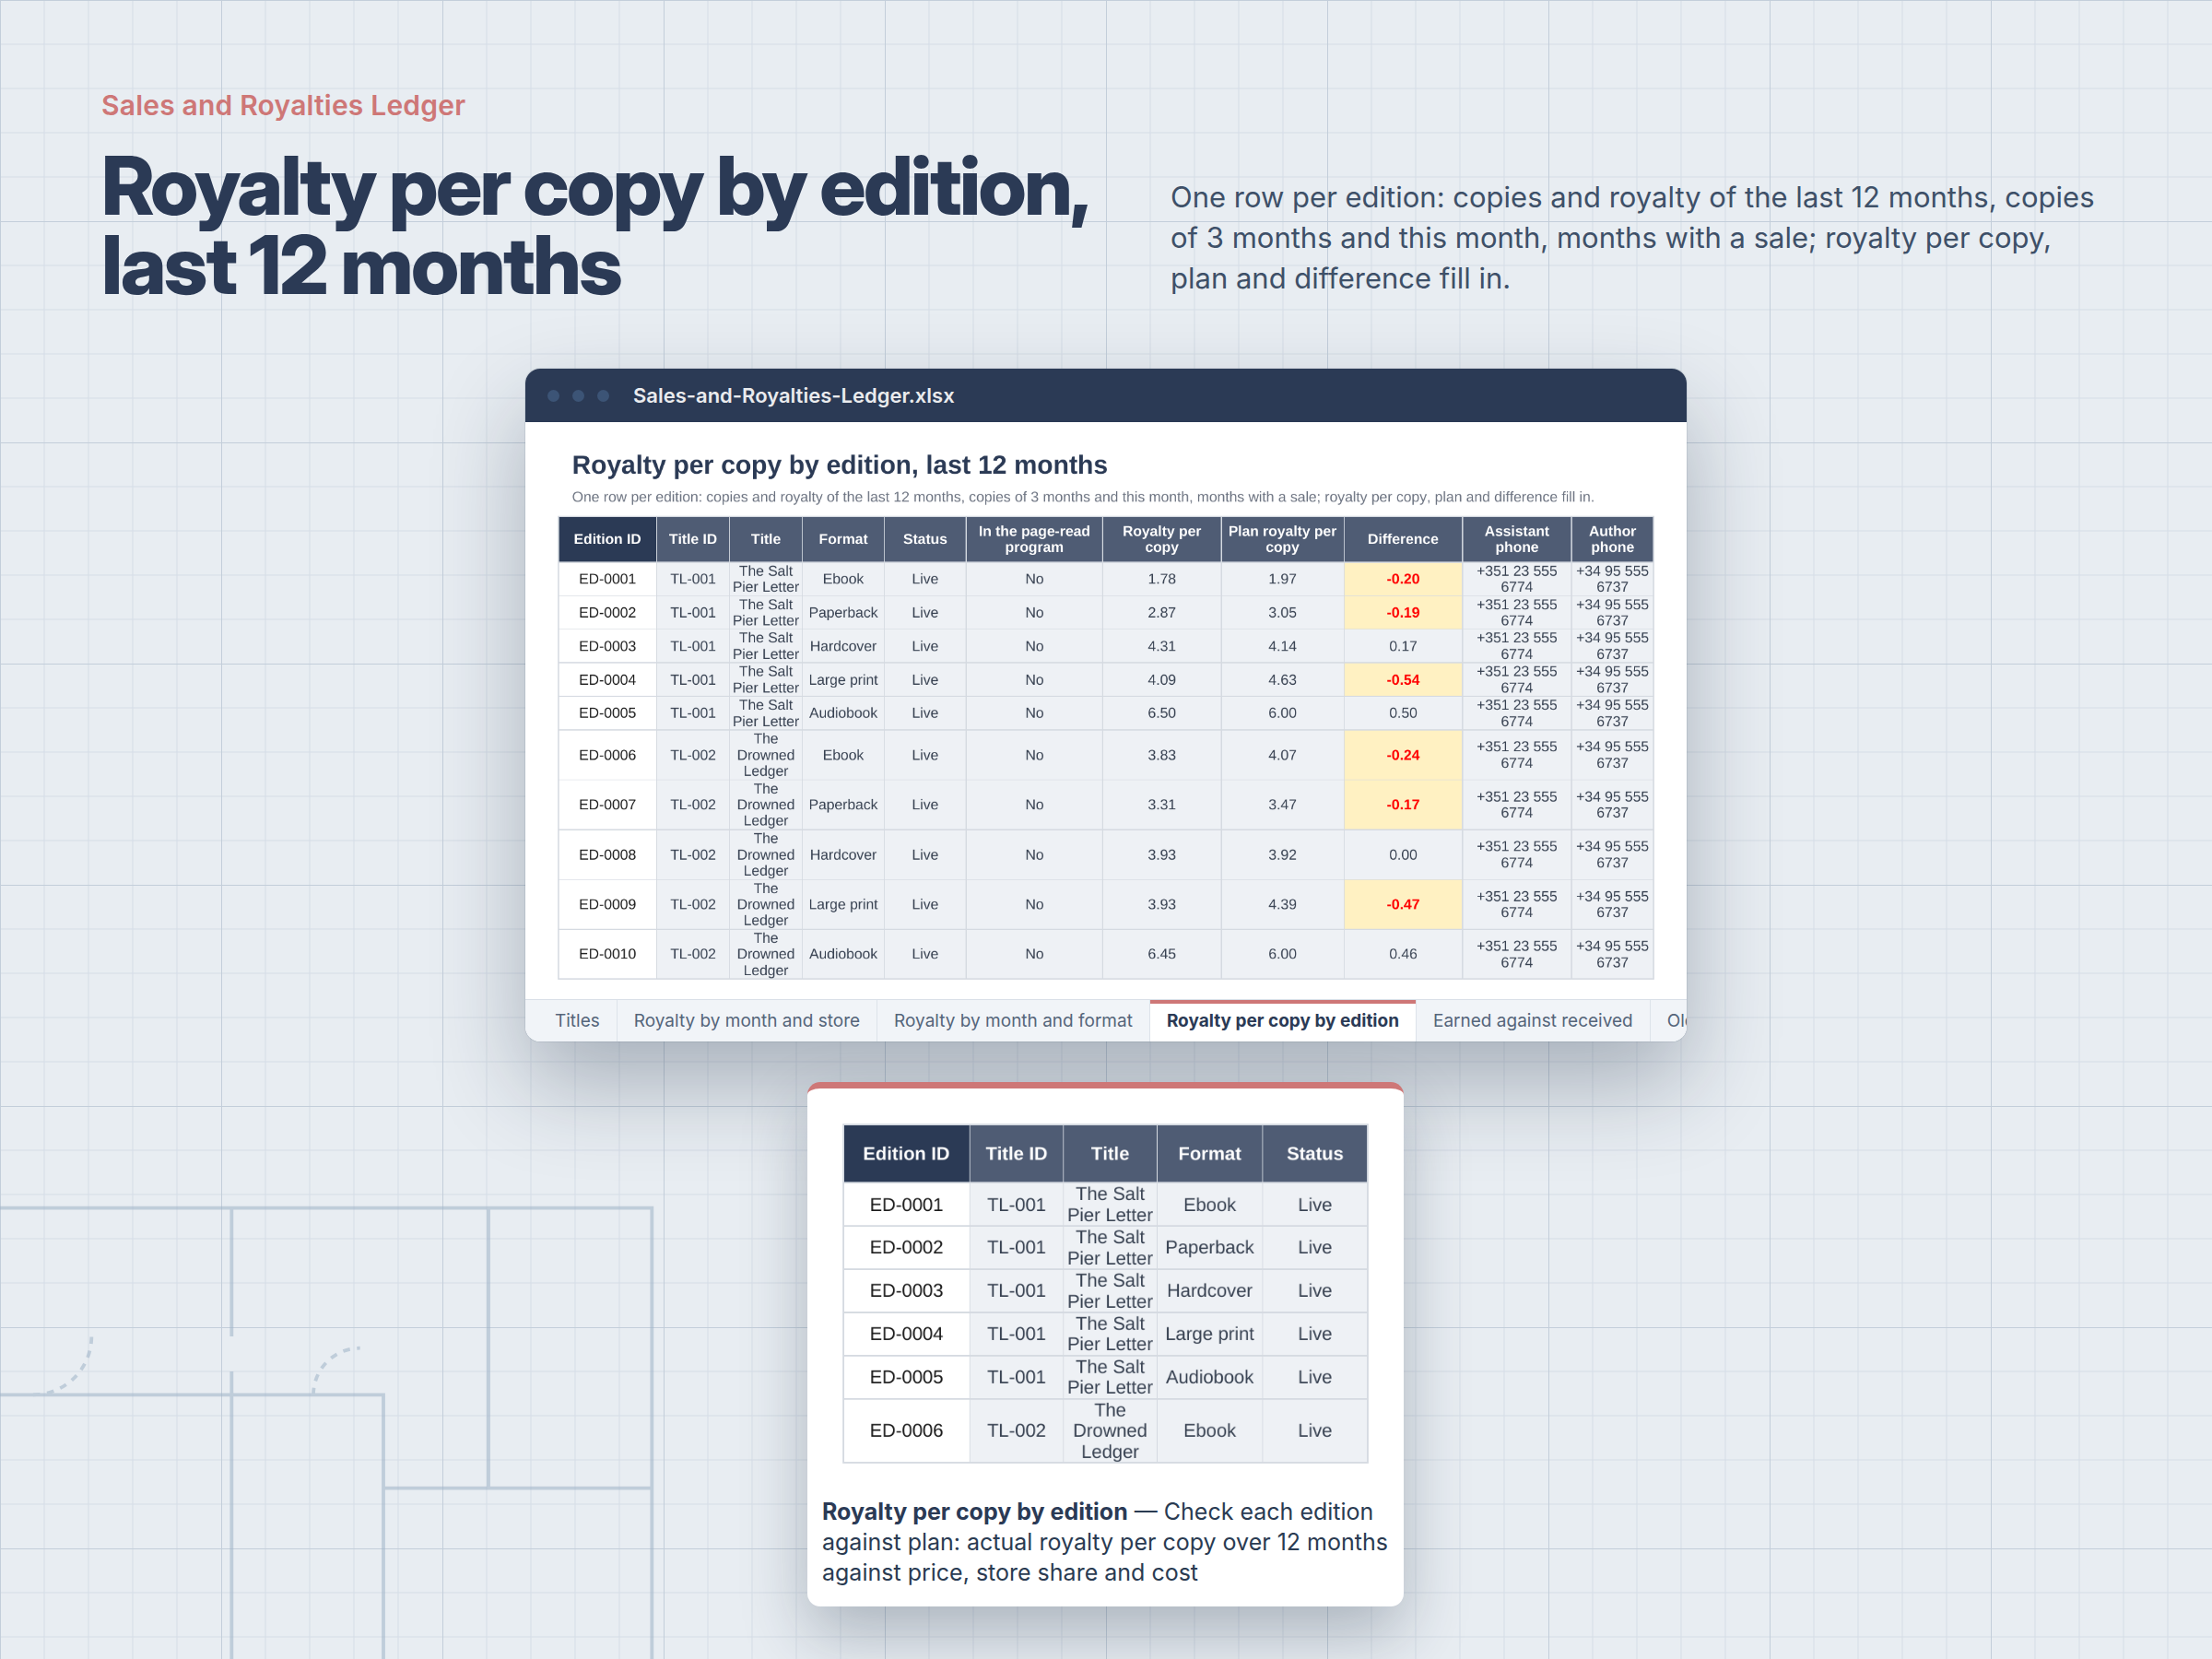 Sales and Royalties Ledger
Royalty per copy by edition,
last 12 months
One row per edition: copies and royalty of the last 12 months, copies
of 3 months and this month, months with a sale; royalty per copy,
plan and difference fill in.
Sales-and-Royalties-Ledger.xlsx
Royalty per copy by edition, last 12 months
One row per edition: copies and royalty of the last 12 months, copies of 3 months and this month, months with a sale; royalty per copy, plan and difference fill in.
Edition ID Title ID Title Format Status In the page-read program Royalty per copy Plan royalty per copy Difference Assistant phone Author phone
ED-0001 TL-001 The Salt Pier Letter Ebook Live No 1.78 1.97 -0.20 +351 23 555 6774 +34 95 555 6737
ED-0002 TL-001 The Salt Pier Letter Paperback Live No 2.87 3.05 -0.19 +351 23 555 6774 +34 95 555 6737
ED-0003 TL-001 The Salt Pier Letter Hardcover Live No 4.31 4.14 0.17 +351 23 555 6774 +34 95 555 6737
ED-0004 TL-001 The Salt Pier Letter Large print Live No 4.09 4.63 -0.54 +351 23 555 6774 +34 95 555 6737
ED-0005 TL-001 The Salt Pier Letter Audiobook Live No 6.50 6.00 0.50 +351 23 555 6774 +34 95 555 6737
ED-0006 TL-002 The Drowned Ledger Ebook Live No 3.83 4.07 -0.24 +351 23 555 6774 +34 95 555 6737
ED-0007 TL-002 The Drowned Ledger Paperback Live No 3.31 3.47 -0.17 +351 23 555 6774 +34 95 555 6737
ED-0008 TL-002 The Drowned Ledger Hardcover Live No 3.93 3.92 0.00 +351 23 555 6774 +34 95 555 6737
ED-0009 TL-002 The Drowned Ledger Large print Live No 3.93 4.39 -0.47 +351 23 555 6774 +34 95 555 6737
ED-0010 TL-002 The Drowned Ledger Audiobook Live No 6.45 6.00 0.46 +351 23 555 6774 +34 95 555 6737
Titles Royalty by month and store Royalty by month and format Royalty per copy by edition Earned against received
Edition ID Title ID Title Format Status
ED-0001 TL-001 The Salt Pier Letter Ebook Live
ED-0002 TL-001 The Salt Pier Letter Paperback Live
ED-0003 TL-001 The Salt Pier Letter Hardcover Live
ED-0004 TL-001 The Salt Pier Letter Large print Live
ED-0005 TL-001 The Salt Pier Letter Audiobook Live
ED-0006 TL-002 The Drowned Ledger Ebook Live
Royalty per copy by edition — Check each edition
against plan: actual royalty per copy over 12 months
against price, store share and cost